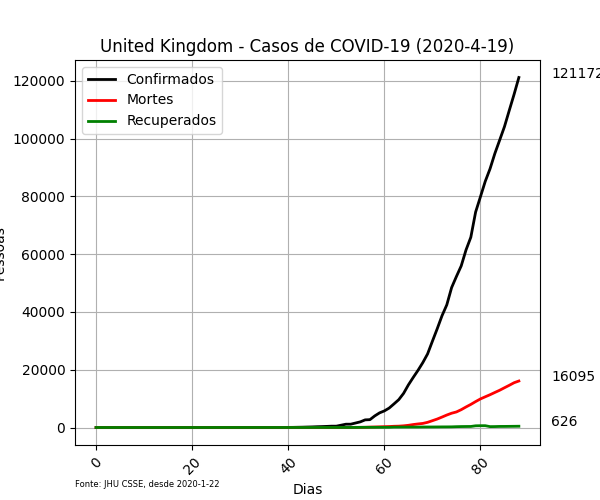 United Kingdom - Casos de COVID-19 (2020-4-19)
Confirmados
Mortes
Recuperados
120000
100000
80000
60000
40000
20000
0
121172
16095
626
0
20
40
60
80
Fonte: JHU CSSE, desde 2020-1-22
Dias